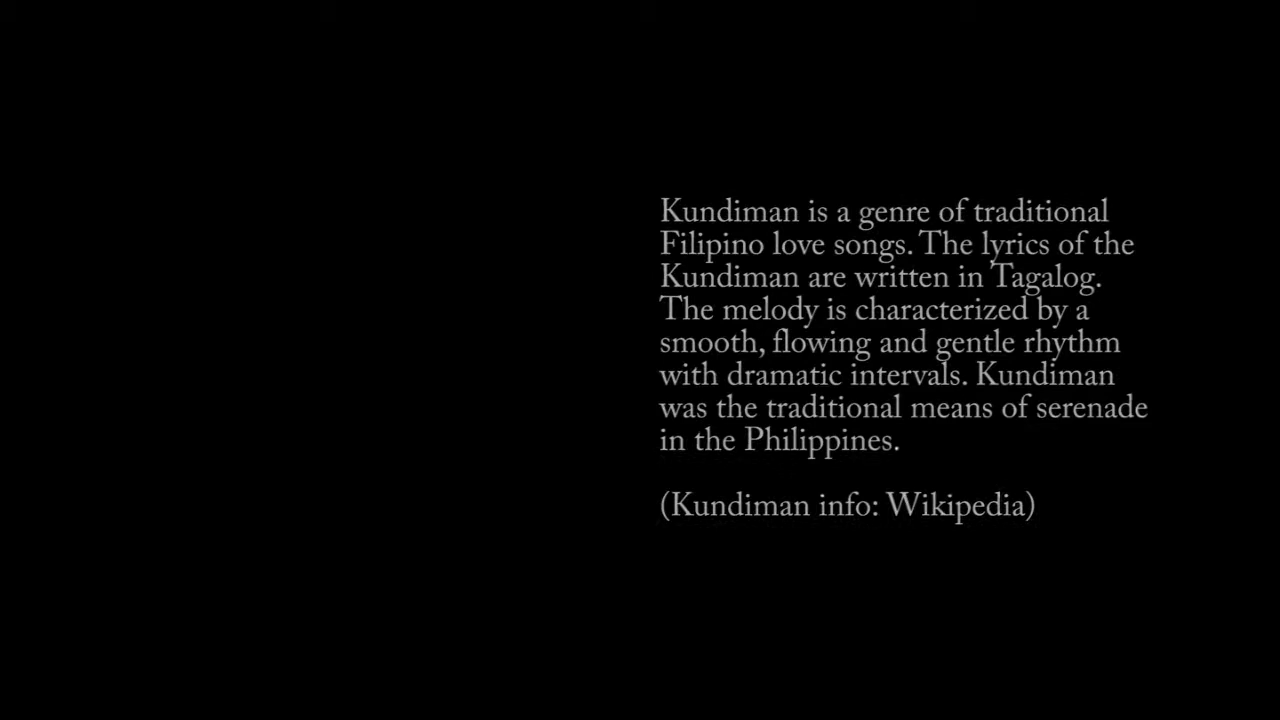 Kundiman is a genre of traditional
Filipino love songs. The lyrics of the
Kundiman are written in Tagalog.
The melody is characterized by a
smooth, flowing and gentle rhythm
with dramatic intervals. Kundiman
was the traditional means of serenade
in the Philippines.
(Kundiman info: Wikipedia)